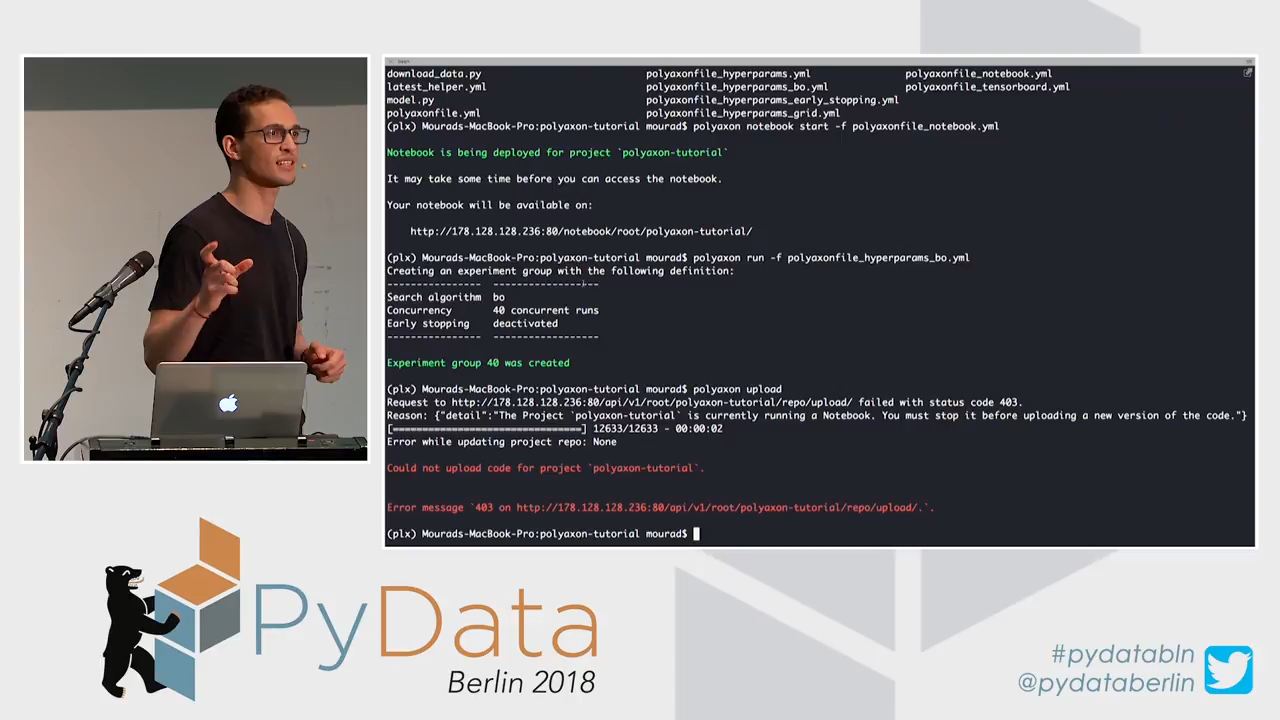 download_data.py polyaxonfile_hyperparams.yml polyaxonfile_notebook.yml
latest_helper.yml polyaxonfile_hyperparams_bo.yml polyaxonfile_tensorboard.yml
model.py polyaxonfile_hyperparams_early_stopping.yml
polyaxonfile.yml polyaxonfile_hyperparams_grid.yml
(plx) Mourads-MacBook-Pro:polyaxon-tutorial mourad$ polyaxon notebook start -f polyaxonfile_notebook.yml
Notebook is being deployed for project `polyaxon-tutorial`
It may take some time before you can access the notebook.
Your notebook will be available on:
http://178.128.128.236:80/notebook/root/polyaxon-tutorial/
(plx) Mourads-MacBook-Pro:polyaxon-tutorial mourad$ polyaxon run -f polyaxonfile_hyperparams_bo.yml
Creating an experiment group with the following definition:
---------------- ------------------
Search algorithm bo
Concurrency 40 concurrent runs
Early stopping deactivated
---------------- ------------------
Experiment group 40 was created
(plx) Mourads-MacBook-Pro:polyaxon-tutorial mourad$ polyaxon upload
Request to http://178.128.128.236:80/api/v1/root/polyaxon-tutorial/repo/upload/ failed with status code 403.
Reason: {"detail":"The Project `polyaxon-tutorial` is currently running a Notebook. You must stop it before uploading a new version of the code."}
[================================] 12633/12633 - 00:00:02
Error while updating project repo: None
Could not upload code for project `polyaxon-tutorial`.
Error message `403 on http://178.128.128.236:80/api/v1/root/polyaxon-tutorial/repo/upload/.`.
(plx) Mourads-MacBook-Pro:polyaxon-tutorial mourad$
PyData
Berlin 2018
#pydatabln
@pydataberlin